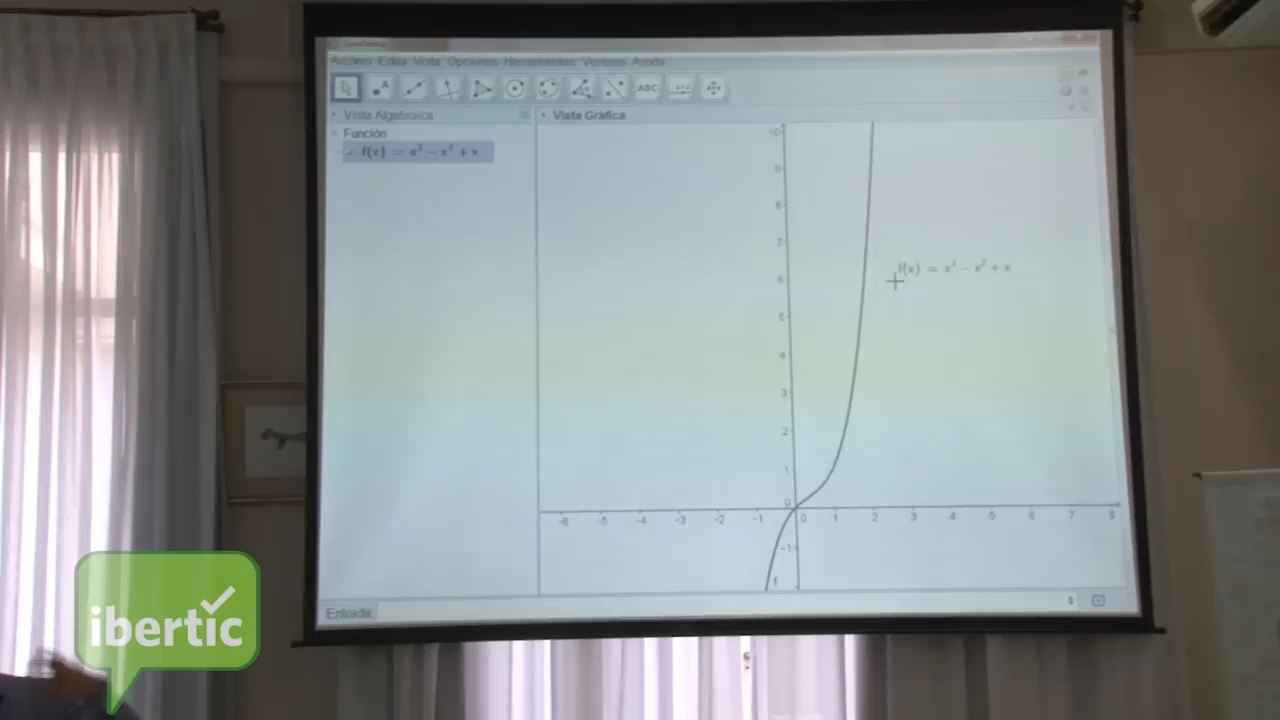 Archivo Edita Vista Opciones Herramientas Ventana Ayuda
A ABC a=2
Vista Algebraica
Vista Gráfica
Función
f(x) = x³ − x² + x
10
9
8
7
6
5
4
3
2
1
0
-1
f(x) = x³ − x² + x
-6 -5 -4 -3 -2 -1 0 1 2 3 4 5 6 7 8
f
Entrada
ibertic